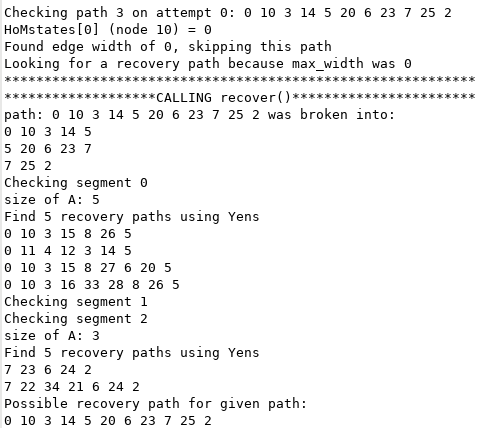 Checking path 3 on attempt 0: 0 10 3 14 5 20 6 23 7 25 2
HoMstates[0] (node 10) = 0
Found edge width of 0, skipping this path
Looking for a recovery path because max_width was 0
************************************************************
*******************CALLING recover()************************
path: 0 10 3 14 5 20 6 23 7 25 2 was broken into:
0 10 3 14 5
5 20 6 23 7
7 25 2
Checking segment 0
size of A: 5
Find 5 recovery paths using Yens
0 10 3 15 8 26 5
0 11 4 12 3 14 5
0 10 3 15 8 27 6 20 5
0 10 3 16 33 28 8 26 5
Checking segment 1
Checking segment 2
size of A: 3
Find 5 recovery paths using Yens
7 23 6 24 2
7 22 34 21 6 24 2
Possible recovery path for given path:
0 10 3 14 5 20 6 23 7 25 2